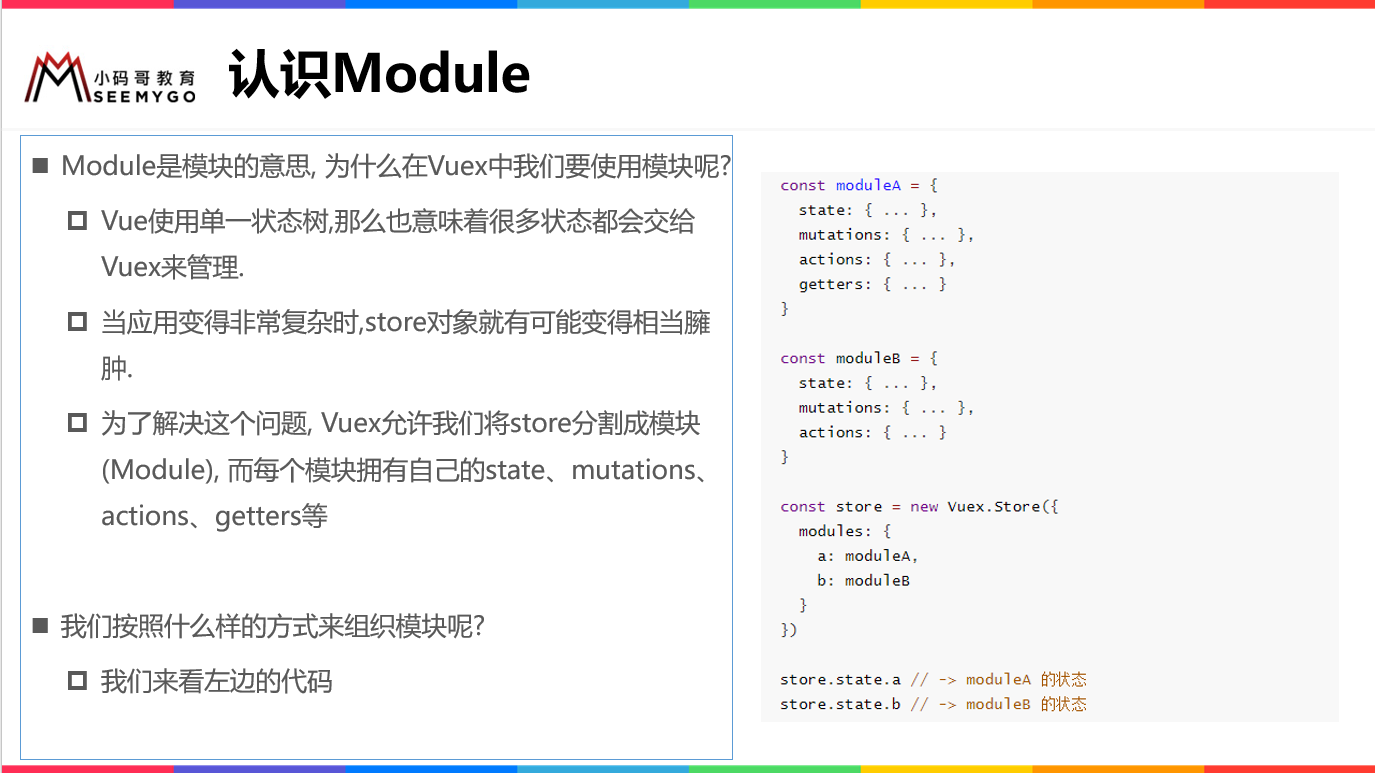 小码哥教育
SEEMYGO
认识Module
Module是模块的意思, 为什么在Vuex中我们要使用模块呢?
Vue使用单一状态树,那么也意味着很多状态都会交给
Vuex来管理.
当应用变得非常复杂时,store对象就有可能变得相当臃
肿.
为了解决这个问题, Vuex允许我们将store分割成模块
(Module), 而每个模块拥有自己的state、mutations、
actions、getters等
我们按照什么样的方式来组织模块呢?
我们来看左边的代码
const moduleA = {
  state: { ... },
  mutations: { ... },
  actions: { ... },
  getters: { ... }
}
const moduleB = {
  state: { ... },
  mutations: { ... },
  actions: { ... }
}
const store = new Vuex.Store({
  modules: {
    a: moduleA,
    b: moduleB
  }
})
store.state.a // -> moduleA 的状态
store.state.b // -> moduleB 的状态